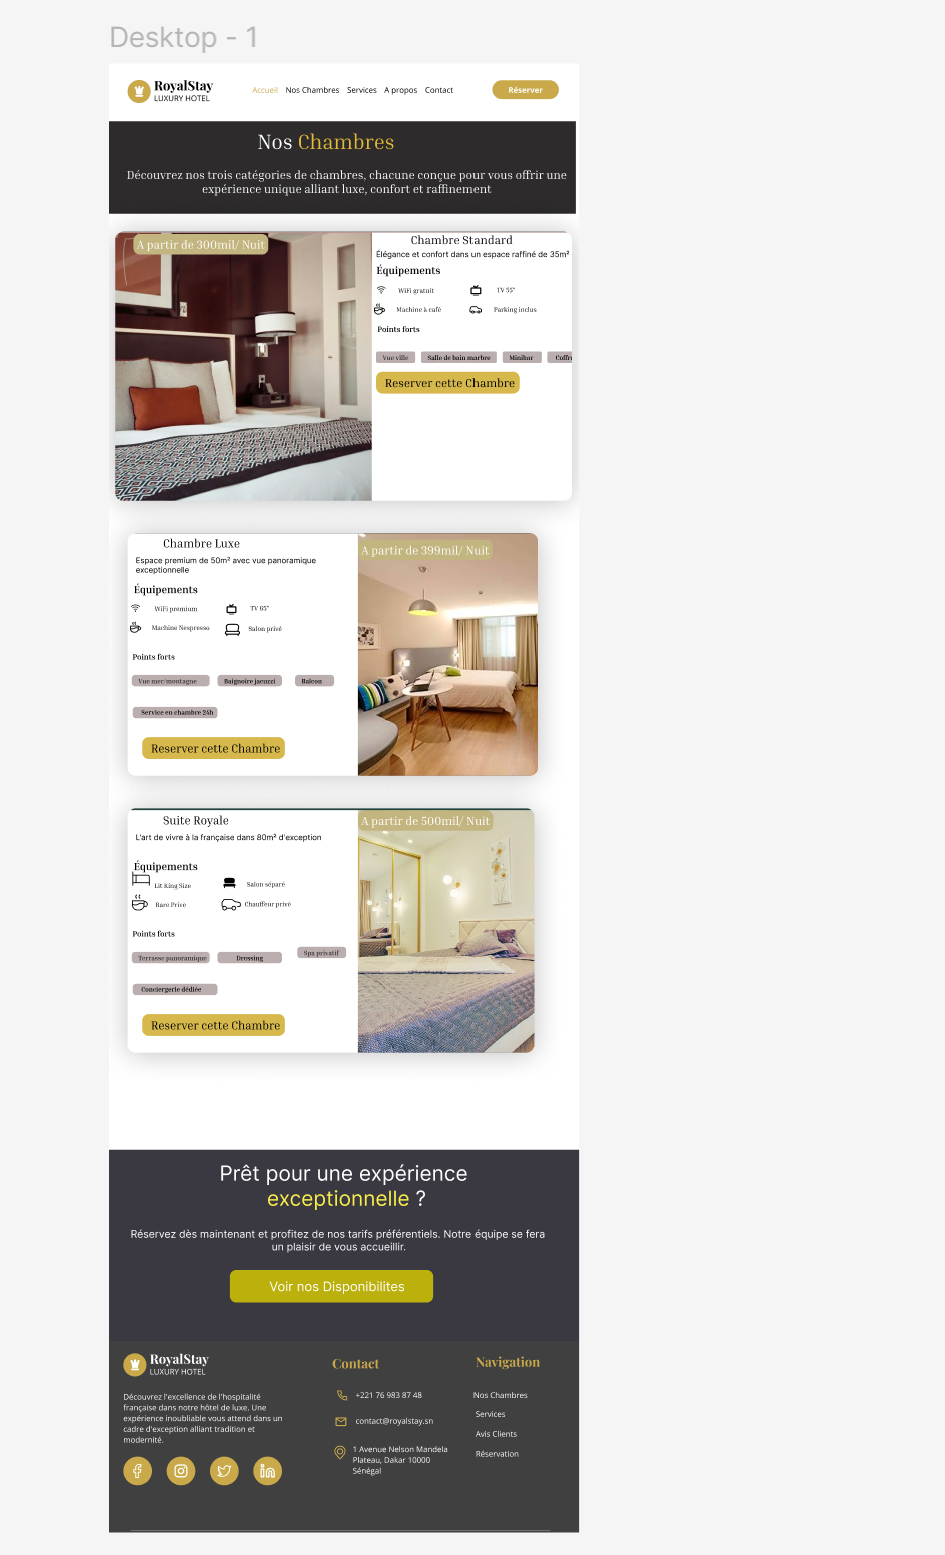 Desktop - 1
RoyalStay
LUXURY HOTEL
Accueil Nos Chambres Services A propos Contact
Réserver
Nos Chambres
Découvrez nos trois catégories de chambres, chacune conçue pour vous offrir une
expérience unique alliant luxe, confort et raffinement
A partir de 300mil/ Nuit
Chambre Standard
Élégance et confort dans un espace raffiné de 35m²
Équipements
WiFi gratuit
TV 55"
Machine à café
Parking inclus
Points forts
Vue ville
Salle de bain marbre
Minibar
Coffre
Reserver cette Chambre
Chambre Luxe
Espace premium de 50m² avec vue panoramique
exceptionnelle
Équipements
WiFi premium
TV 65"
Machine Nespresso
Salon privé
Points forts
Vue mer/montagne
Baignoire jacuzzi
Balcon
Service en chambre 24h
Reserver cette Chambre
A partir de 399mil/ Nuit
Suite Royale
L'art de vivre à la française dans 80m² d'exception
Équipements
Lit King Size
Salon séparé
Bare Prive
Chauffeur privé
Points forts
Terrasse panoramique
Dressing
Spa privatif
Conciergerie dédiée
Reserver cette Chambre
A partir de 500mil/ Nuit
Prêt pour une expérience
exceptionnelle ?
Réservez dès maintenant et profitez de nos tarifs préférentiels. Notre équipe se fera
un plaisir de vous accueillir.
Voir nos Disponibilites
RoyalStay
LUXURY HOTEL
Découvrez l'excellence de l'hospitalité
française dans notre hôtel de luxe. Une
expérience inoubliable vous attend dans un
cadre d'exception alliant tradition et
modernité.
Contact
+221 76 983 87 48
contact@royalstay.sn
1 Avenue Nelson Mandela
Plateau, Dakar 10000
Sénégal
Navigation
Nos Chambres
Services
Avis Clients
Réservation